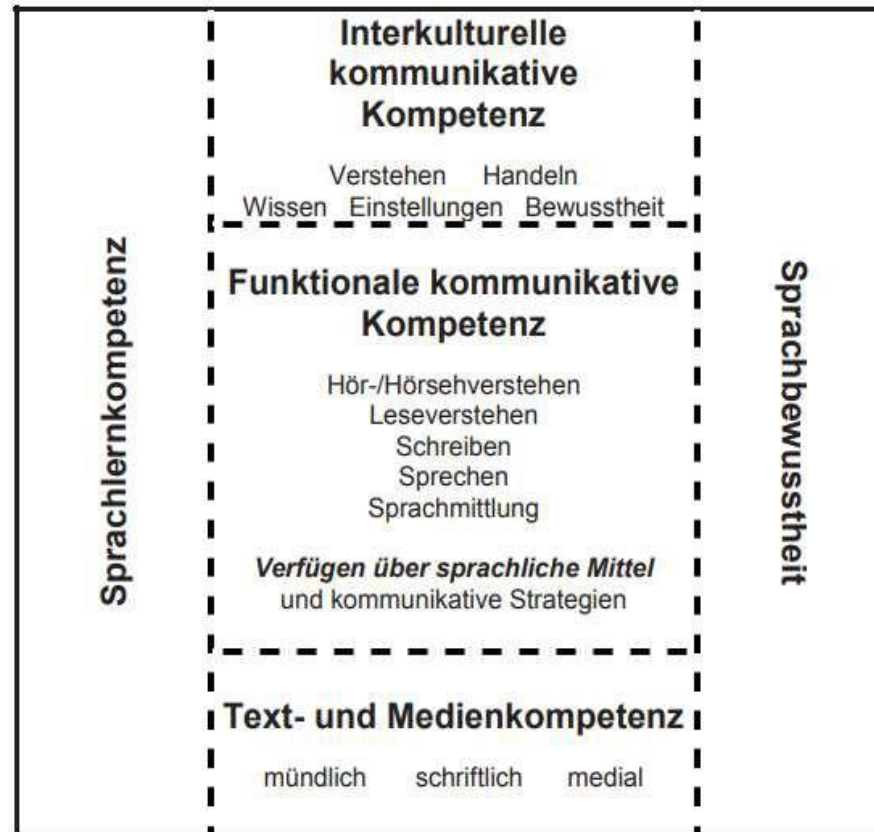 Interkulturelle
kommunikative
Kompetenz
Verstehen Handeln
Wissen Einstellungen Bewusstheit
Sprachlernkompetenz
Funktionale kommunikative
Kompetenz
Hör-/Hörsehverstehen
Leseverstehen
Schreiben
Sprechen
Sprachmittlung
Verfügen über sprachliche Mittel
und kommunikative Strategien
Sprachbewusstheit
Text- und Medienkompetenz
mündlich schriftlich medial